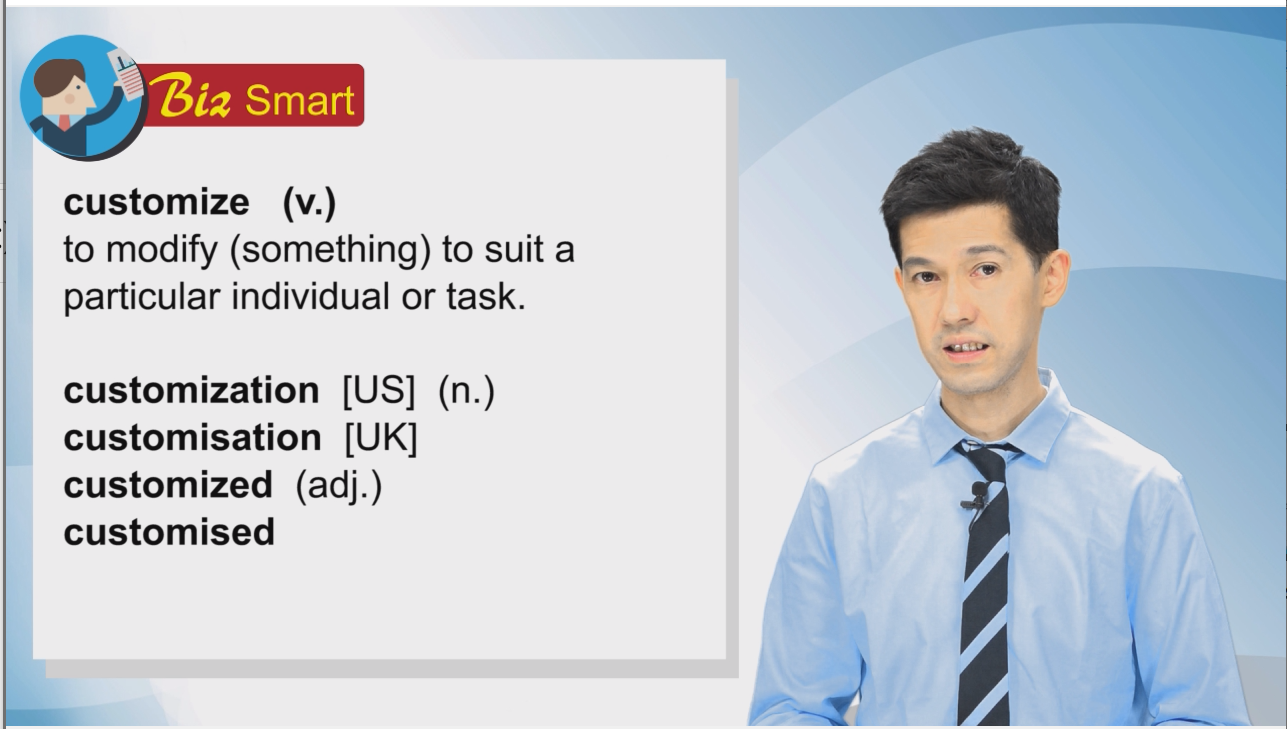 Biz Smart
customize (v.)
to modify (something) to suit a
particular individual or task.
customization [US] (n.)
customisation [UK]
customized (adj.)
customised